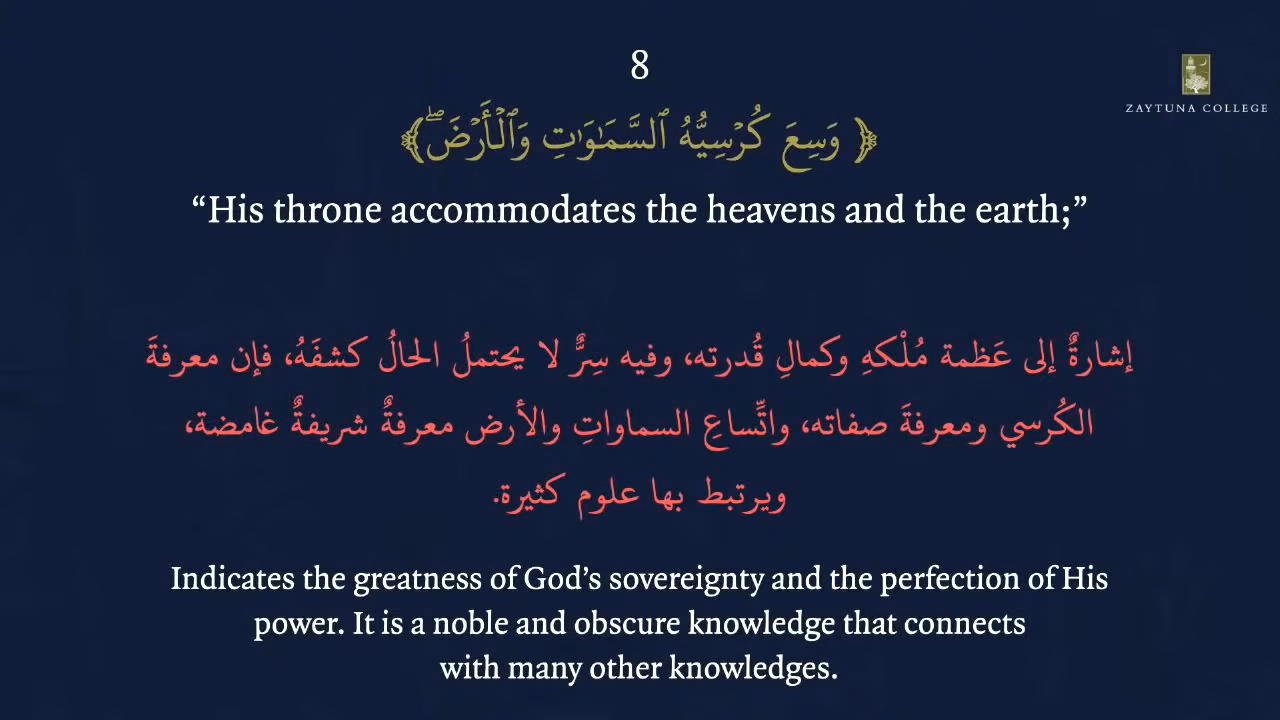 8
ZAYTUNA COLLEGE
﴿ وَسِعَ كُرْسِيُّهُ ٱلسَّمَـٰوَٰتِ وَٱلْأَرْضَ ۖ﴾
“His throne accommodates the heavens and the earth;”
إشارةٌ إلى عَظمة مُلْكهِ وكمالِ قُدرته، وفيه سِرٌّ لا يحتملُ الحالُ كشفَهُ، فإن معرفةَ
الكُرسي ومعرفةَ صفاته، واتِّساعِ السماواتِ والأرض معرفةٌ شريفةٌ غامضة،
ويرتبط بها علوم كثيرة.
Indicates the greatness of God’s sovereignty and the perfection of His
power. It is a noble and obscure knowledge that connects
with many other knowledges.